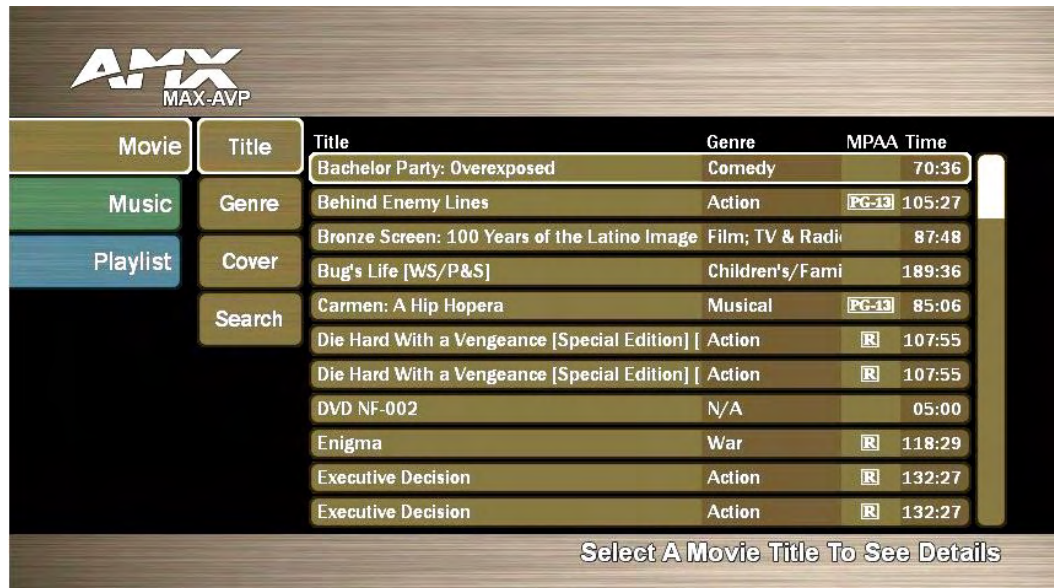 AMX
MAX-AVP
Movie
Music
Playlist
Title
Genre
Cover
Search
Title Genre MPAA Time
Bachelor Party: Overexposed Comedy 70:36
Behind Enemy Lines Action PG-13 105:27
Bronze Screen: 100 Years of the Latino Image Film; TV & Radi 87:48
Bug's Life [WS/P&S] Children's/Fami 189:36
Carmen: A Hip Hopera Musical PG-13 85:06
Die Hard With a Vengeance [Special Edition] [ Action R 107:55
Die Hard With a Vengeance [Special Edition] [ Action R 107:55
DVD NF-002 N/A 05:00
Enigma War R 118:29
Executive Decision Action R 132:27
Executive Decision Action R 132:27
Select A Movie Title To See Details